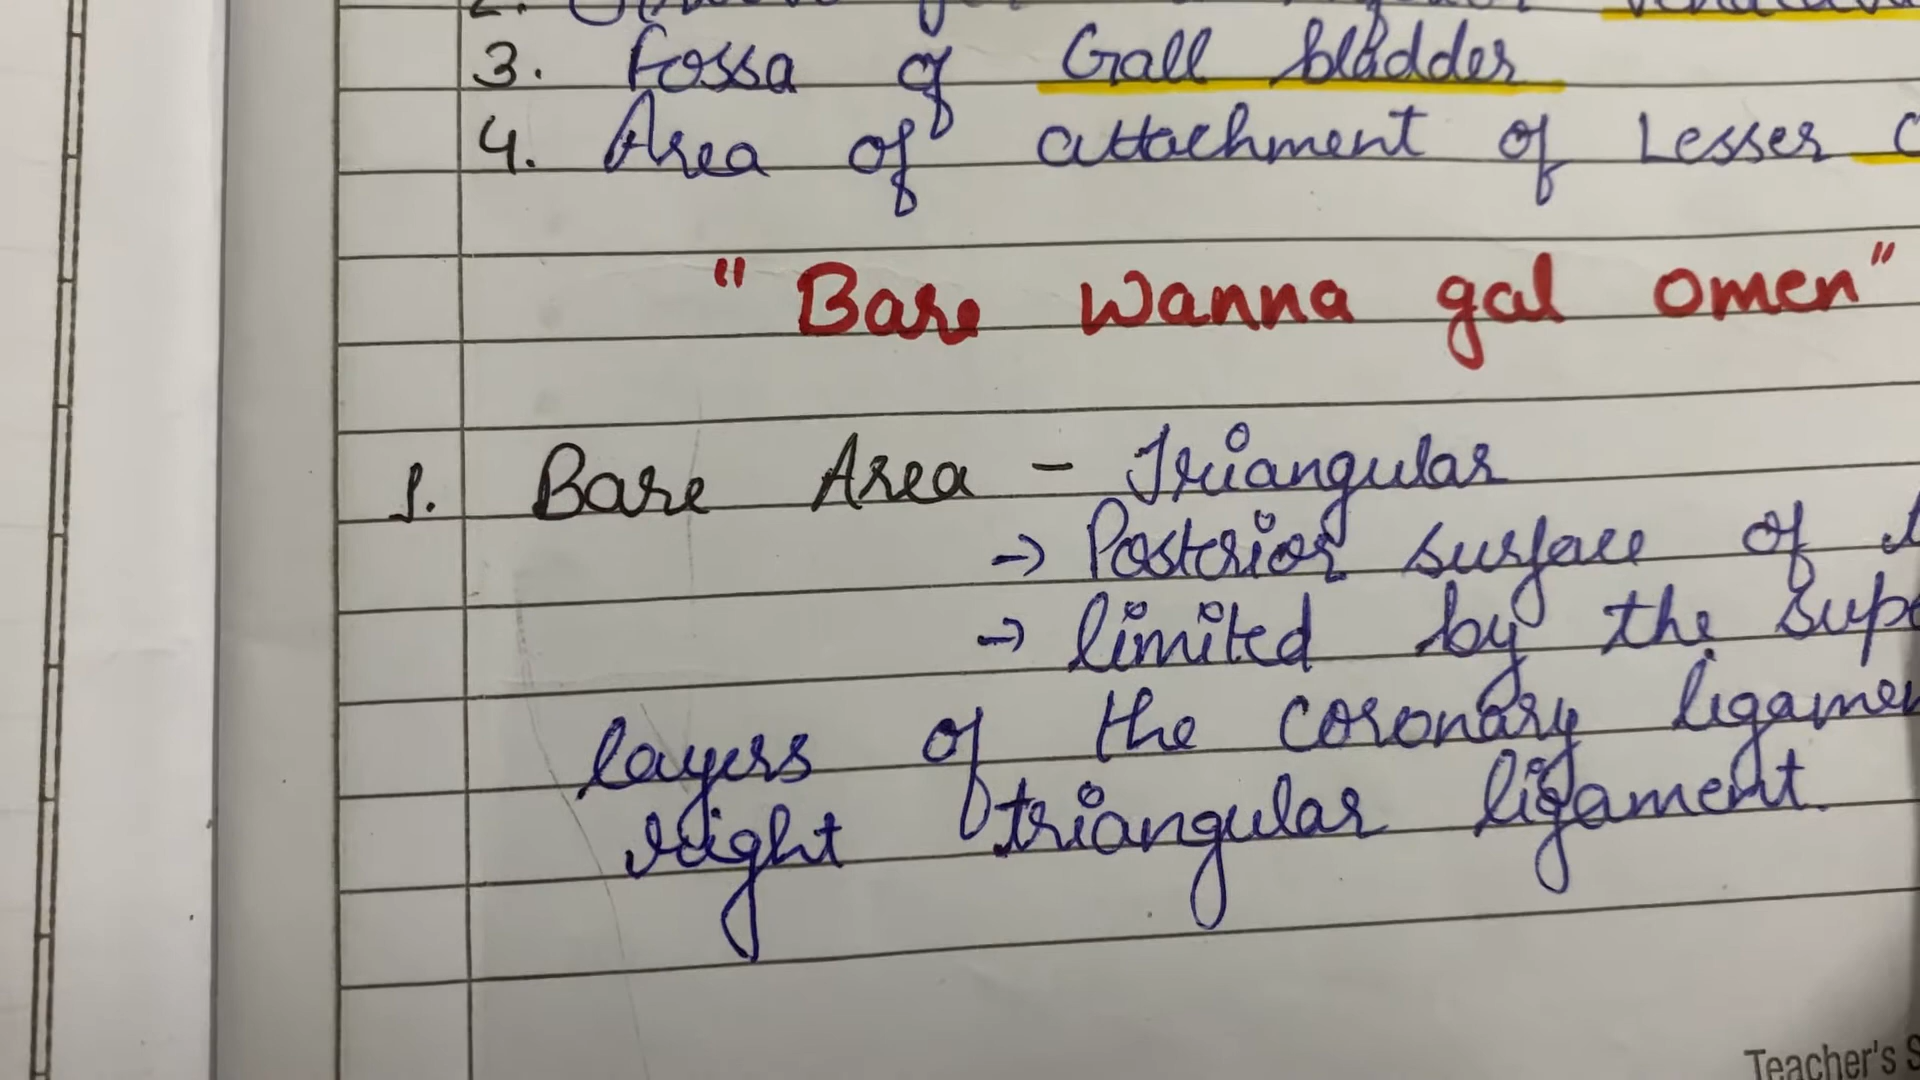 3. Fossa of Gall bladder
4. Area of attachment of Lesser
"Bare wanna gal omen"
1. Bare Area - Triangular
→ Posterior surface of
→ limited by the
layers of the coronary
right triangular ligament.
Teacher's